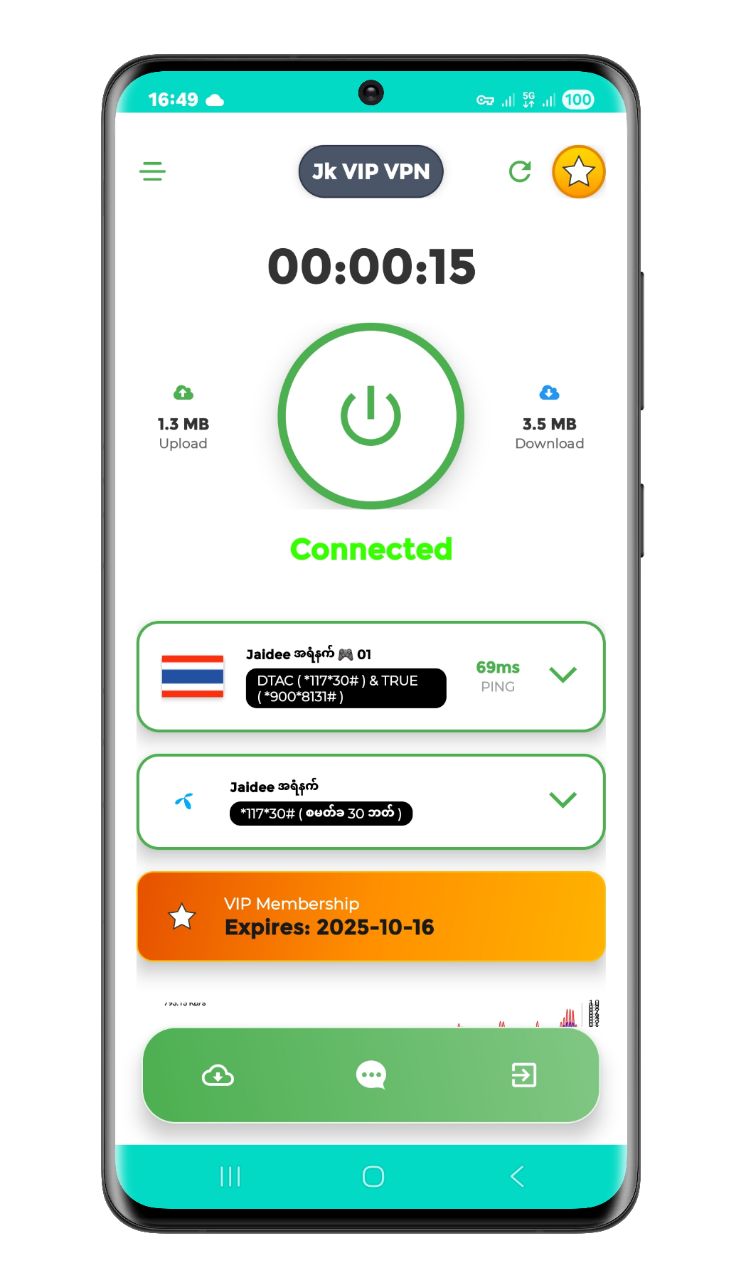 16:49
5G
100
Jk VIP VPN
00:00:15
1.3 MB
Upload
3.5 MB
Download
Connected
Jaidee အရံနက် 🎮 01
DTAC ( *117*30# ) & TRUE
( *900*8131# )
69ms
PING
Jaidee အရံနက်
*117*30# ( စမတ်ခ 30 ဘတ် )
VIP Membership
Expires: 2025-10-16